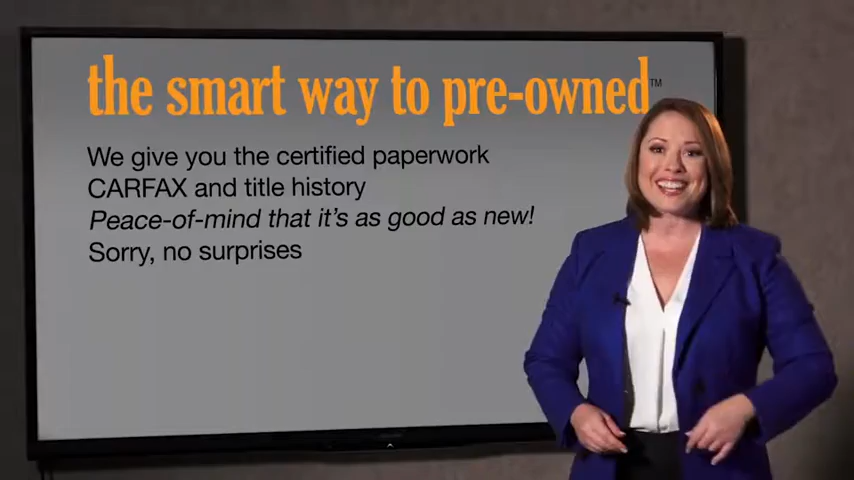 the smart way to pre-owned™
We give you the certified paperwork
CARFAX and title history
Peace-of-mind that it's as good as new!
Sorry, no surprises